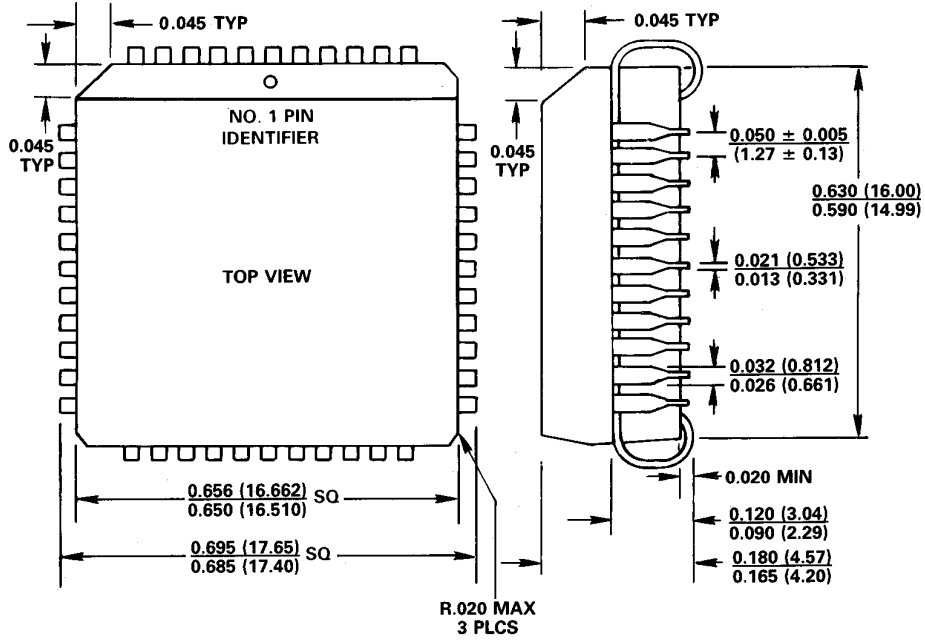 0.045 TYP
0.045 TYP
NO. 1 PIN
IDENTIFIER
0.045
TYP
0.045
TYP
0.050 ± 0.005
(1.27 ± 0.13)
0.630 (16.00)
0.590 (14.99)
TOP VIEW
0.021 (0.533)
0.013 (0.331)
0.032 (0.812)
0.026 (0.661)
0.020 MIN
0.656 (16.662) SQ
0.650 (16.510)
0.120 (3.04)
0.090 (2.29)
0.695 (17.65) SQ
0.685 (17.40)
0.180 (4.57)
0.165 (4.20)
R.020 MAX
3 PLCS